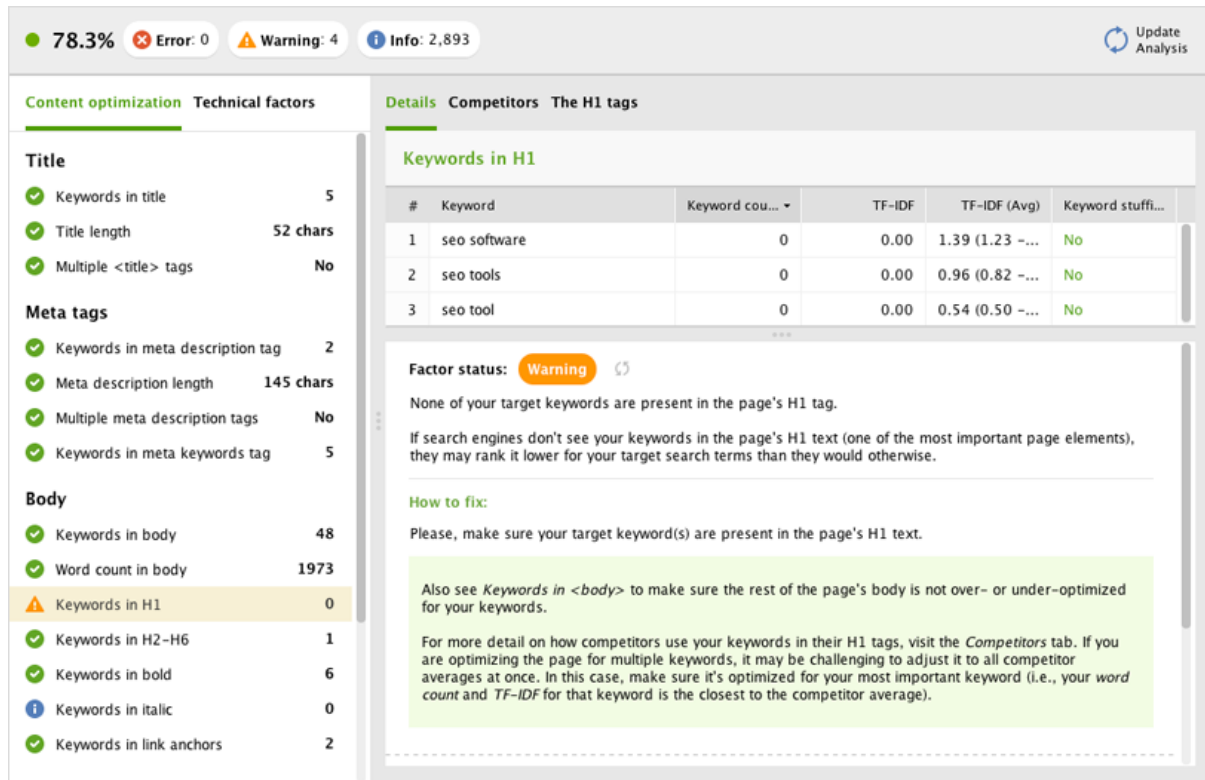 78.3% Error: 0 Warning: 4 Info: 2,893
Update
Analysis
Content optimization Technical factors
Title
Keywords in title 5
Title length 52 chars
Multiple <title> tags No
Meta tags
Keywords in meta description tag 2
Meta description length 145 chars
Multiple meta description tags No
Keywords in meta keywords tag 5
Body
Keywords in body 48
Word count in body 1973
Keywords in H1 0
Keywords in H2-H6 1
Keywords in bold 6
Keywords in italic 0
Keywords in link anchors 2
Details Competitors The H1 tags
Keywords in H1
# Keyword Keyword cou... TF-IDF TF-IDF (Avg) Keyword stuffi...
1 seo software 0 0.00 1.39 (1.23 -... No
2 seo tools 0 0.00 0.96 (0.82 -... No
3 seo tool 0 0.00 0.54 (0.50 -... No
Factor status: Warning
None of your target keywords are present in the page's H1 tag.
If search engines don't see your keywords in the page's H1 text (one of the most important page elements),
they may rank it lower for your target search terms than they would otherwise.
How to fix:
Please, make sure your target keyword(s) are present in the page's H1 text.
Also see Keywords in <body> to make sure the rest of the page's body is not over- or under-optimized
for your keywords.
For more detail on how competitors use your keywords in their H1 tags, visit the Competitors tab. If you
are optimizing the page for multiple keywords, it may be challenging to adjust it to all competitor
averages at once. In this case, make sure it's optimized for your most important keyword (i.e., your word
count and TF-IDF for that keyword is the closest to the competitor average).